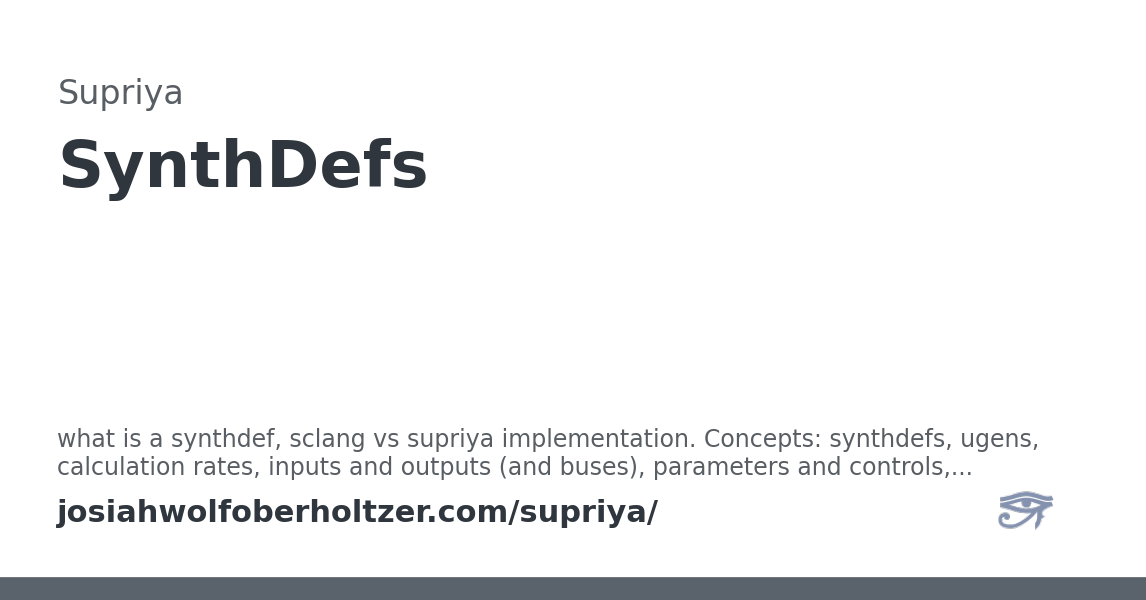 Supriya
SynthDefs
what is a synthdef, sclang vs supriya implementation. Concepts: synthdefs, ugens,
calculation rates, inputs and outputs (and buses), parameters and controls,...
josiahwolfoberholtzer.com/supriya/